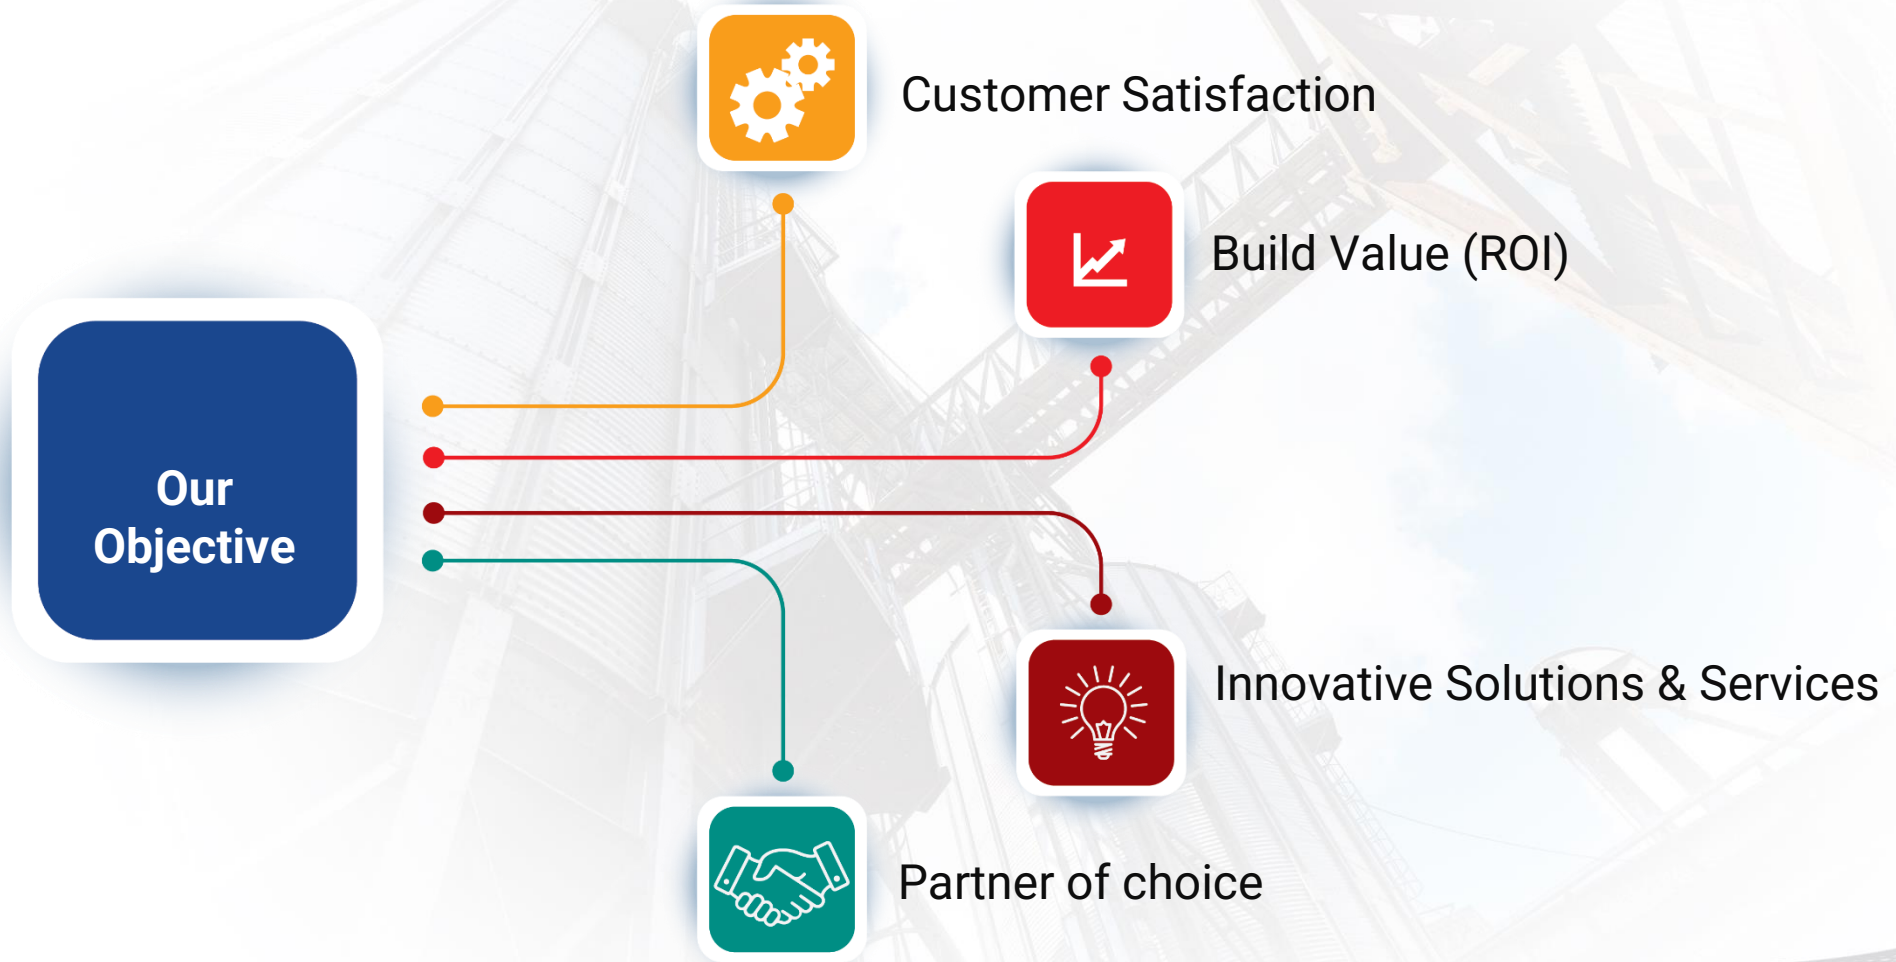 Customer Satisfaction
Build Value (ROI)
Our
Objective
Innovative Solutions & Services
Partner of choice